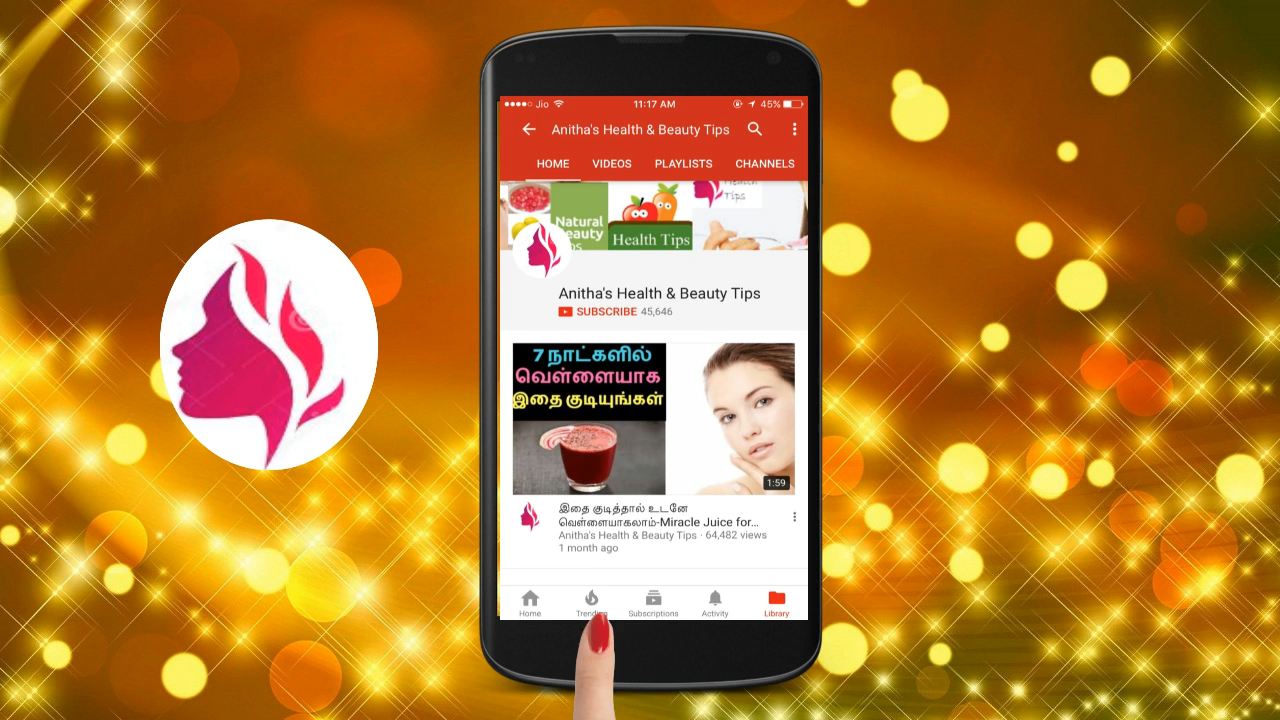 Jio 11:17 AM 45%
Anitha's Health & Beauty Tips
HOME VIDEOS PLAYLISTS CHANNELS
Health
Tips
Natural
Beauty
Health Tips
Anitha's Health & Beauty Tips
SUBSCRIBE 45,646
7 நாட்களில்
வெள்ளையாக
இதை குடியுங்கள்
1:59
இதை குடித்தால் உடனே
வெள்ளையாகலாம்-Miracle Juice for...
Anitha's Health & Beauty Tips · 64,482 views
1 month ago
Home Trending Subscriptions Activity Library